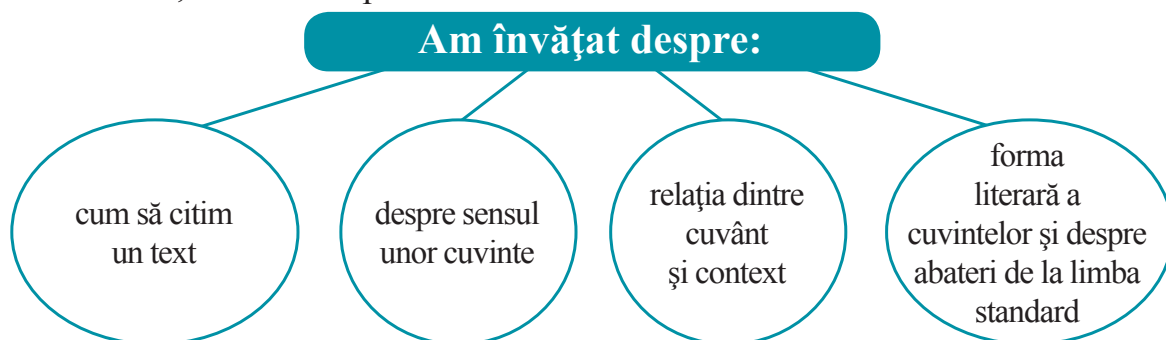 Am învăţat despre:
cum să citim
un text
despre sensul
unor cuvinte
relaţia dintre
cuvânt
şi context
forma
literară a
cuvintelor şi despre
abateri de la limba
standard